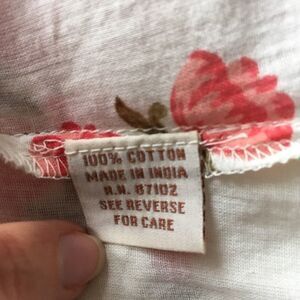 100% COTTON
MADE IN INDIA
R.N. 87102
SEE REVERSE
FOR CARE